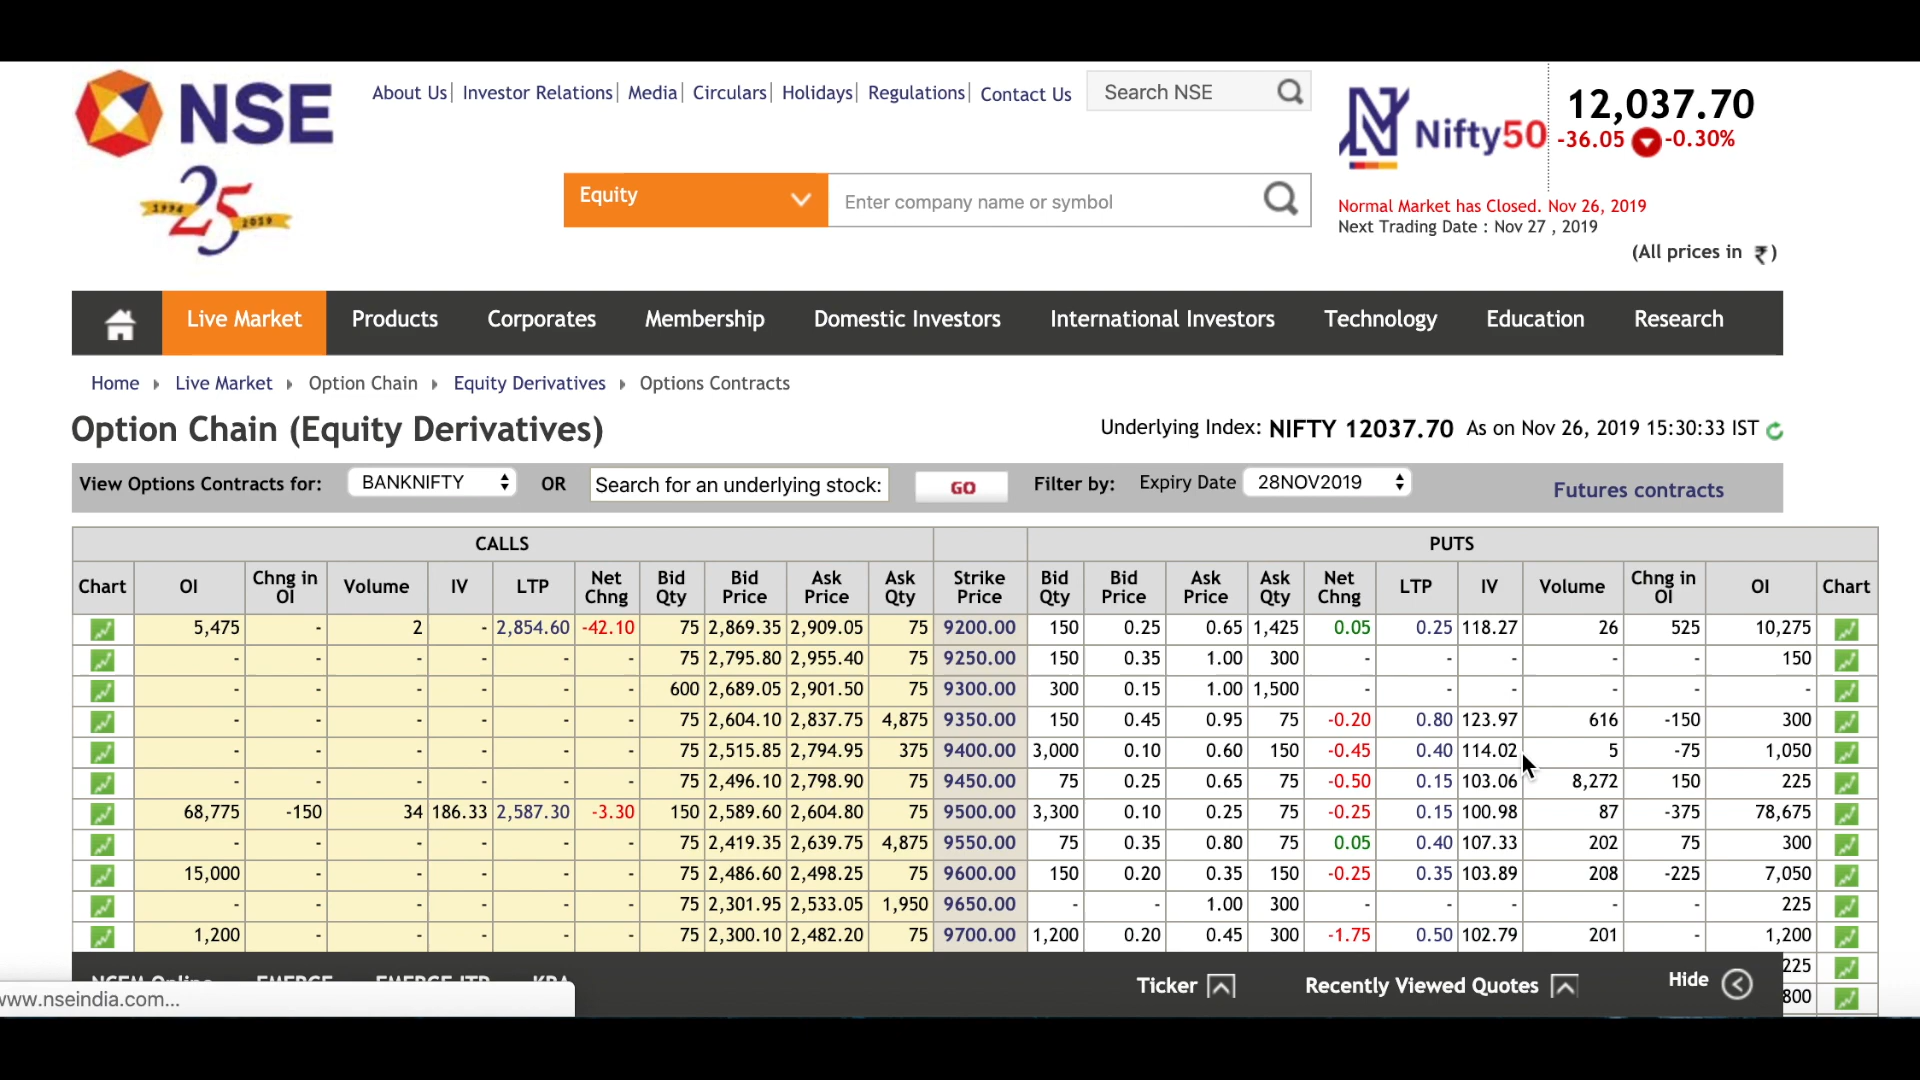 NSE
About Us| Investor Relations| Media| Circulars| Holidays| Regulations| Contact Us
Search NSE
Nifty50
12,037.70
-36.05 -0.30%
1994 25 2019
Equity
Enter company name or symbol
Normal Market has Closed. Nov 26, 2019
Next Trading Date : Nov 27 , 2019
(All prices in ₹)
Live Market Products Corporates Membership Domestic Investors International Investors Technology Education Research
Home Live Market Option Chain Equity Derivatives Options Contracts
Option Chain (Equity Derivatives)
Underlying Index: NIFTY 12037.70 As on Nov 26, 2019 15:30:33 IST
View Options Contracts for: BANKNIFTY OR Search for an underlying stock: GO Filter by: Expiry Date 28NOV2019 Futures contracts
CALLS PUTS
Chart OI Chng in OI Volume IV LTP Net Chng Bid Qty Bid Price Ask Price Ask Qty Strike Price Bid Qty Bid Price Ask Price Ask Qty Net Chng LTP IV Volume Chng in OI OI Chart
5,475 - 2 - 2,854.60 -42.10 75 2,869.35 2,909.05 75 9200.00 150 0.25 0.65 1,425 0.05 0.25 118.27 26 525 10,275
- - - - - - 75 2,795.80 2,955.40 75 9250.00 150 0.35 1.00 300 - - - - - 150
- - - - - - 600 2,689.05 2,901.50 75 9300.00 300 0.15 1.00 1,500 - - - - - -
- - - - - - 75 2,604.10 2,837.75 4,875 9350.00 150 0.45 0.95 75 -0.20 0.80 123.97 616 -150 300
- - - - - - 75 2,515.85 2,794.95 375 9400.00 3,000 0.10 0.60 150 -0.45 0.40 114.02 5 -75 1,050
- - - - - - 75 2,496.10 2,798.90 75 9450.00 75 0.25 0.65 75 -0.50 0.15 103.06 8,272 150 225
68,775 -150 34 186.33 2,587.30 -3.30 150 2,589.60 2,604.80 75 9500.00 3,300 0.10 0.25 75 -0.25 0.15 100.98 87 -375 78,675
- - - - - - 75 2,419.35 2,639.75 4,875 9550.00 75 0.35 0.80 75 0.05 0.40 107.33 202 75 300
15,000 - - - - - 75 2,486.60 2,498.25 75 9600.00 150 0.20 0.35 150 -0.25 0.35 103.89 208 -225 7,050
- - - - - - 75 2,301.95 2,533.05 1,950 9650.00 - - 1.00 300 - - - - - 225
1,200 - - - - - 75 2,300.10 2,482.20 75 9700.00 1,200 0.20 0.45 300 -1.75 0.50 102.79 201 - 1,200
225
Ticker Recently Viewed Quotes Hide
800
www.nseindia.com...